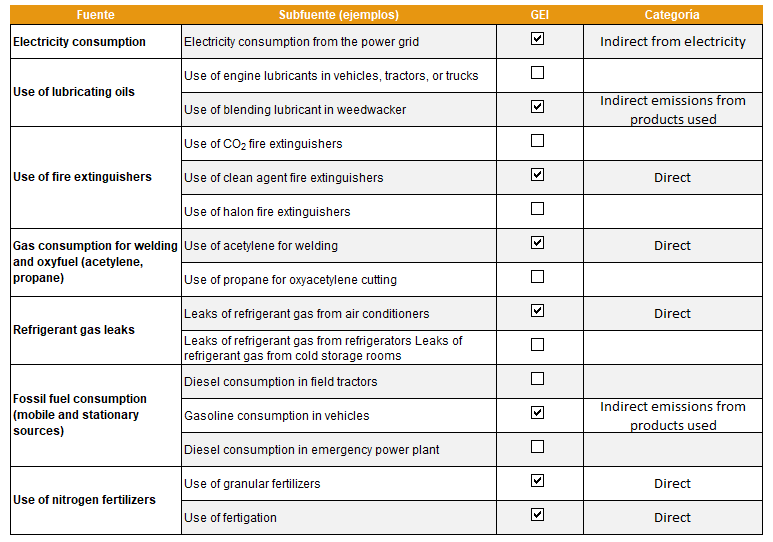 Fuente Subfuente (ejemplos) GEI Categoria
Electricity consumption Electricity consumption from the power grid Indirect from electricity
Use of lubricating oils
Use of engine lubricants in vehicles, tractors, or trucks
Use of blending lubricant in weedwacker
Indirect emissions from
products used
Use of fire extinguishers
Use of CO2 fire extinguishers
Use of clean agent fire extinguishers Direct
Use of halon fire extinguishers
Gas consumption for welding
and oxyfuel (acetylene,
propane)
Use of acetylene for welding Direct
Use of propane for oxyacetylene cutting
Refrigerant gas leaks
Leaks of refrigerant gas from air conditioners Direct
Leaks of refrigerant gas from refrigerators Leaks of
refrigerant gas from cold storage rooms
Fossil fuel consumption
(mobile and stationary
sources)
Diesel consumption in field tractors
Gasoline consumption in vehicles
Indirect emissions from
products used
Diesel consumption in emergency power plant
Use of nitrogen fertilizers
Use of granular fertilizers Direct
Use of fertigation Direct